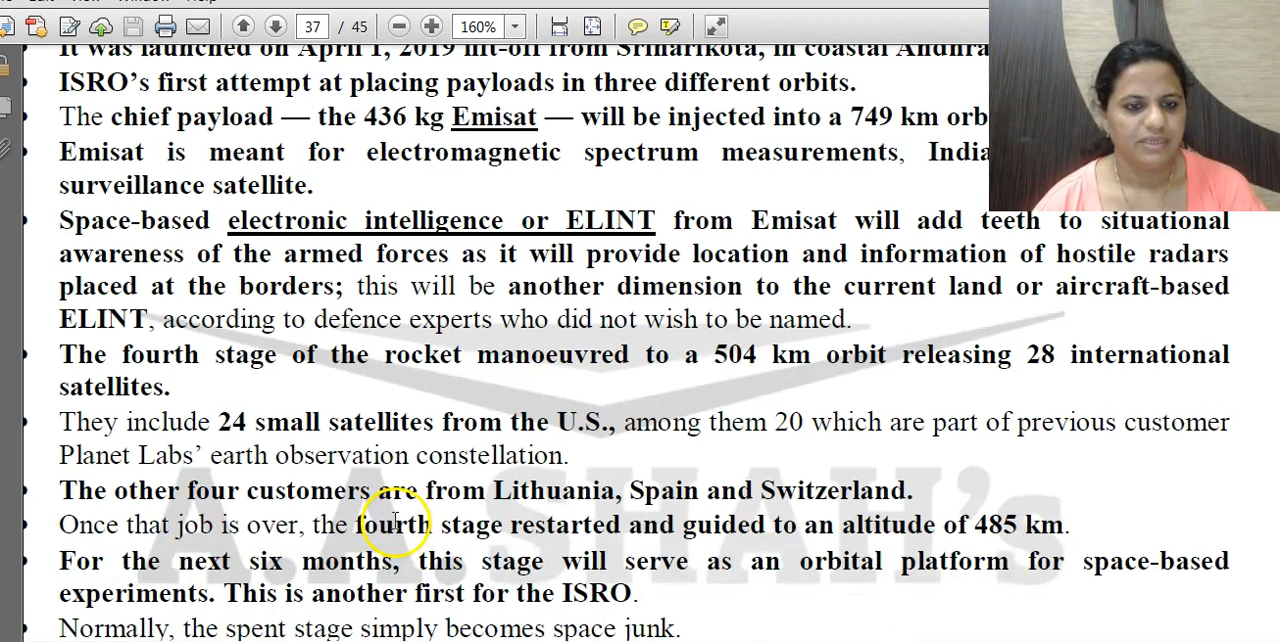 37 / 45 160%
It was launched on April 1, 2019 lift-off from Sriharikota, in coastal Andhra
• ISRO's first attempt at placing payloads in three different orbits.
• The chief payload — the 436 kg Emisat — will be injected into a 749 km orb
• Emisat is meant for electromagnetic spectrum measurements, India
surveillance satellite.
• Space-based electronic intelligence or ELINT from Emisat will add teeth to situational
awareness of the armed forces as it will provide location and information of hostile radars
placed at the borders; this will be another dimension to the current land or aircraft-based
ELINT, according to defence experts who did not wish to be named.
• The fourth stage of the rocket manoeuvred to a 504 km orbit releasing 28 international
satellites.
• They include 24 small satellites from the U.S., among them 20 which are part of previous customer
Planet Labs' earth observation constellation.
• The other four customers are from Lithuania, Spain and Switzerland.
• Once that job is over, the fourth stage restarted and guided to an altitude of 485 km.
• For the next six months, this stage will serve as an orbital platform for space-based
experiments. This is another first for the ISRO.
• Normally, the spent stage simply becomes space junk.
A.A.SHAH's